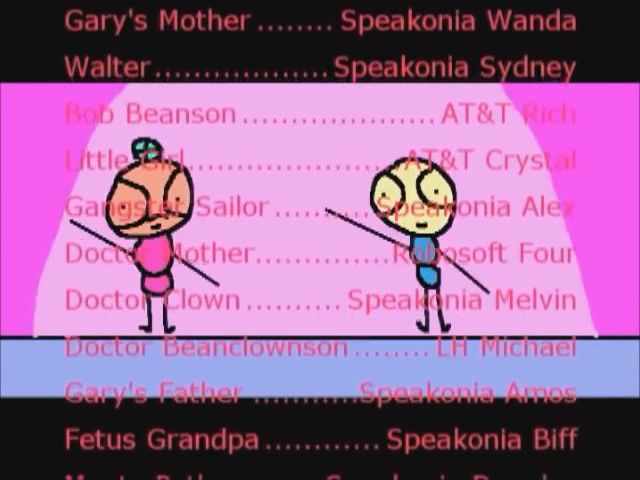 Gary's Mother ........ Speakonia Wanda
Walter.................. Speakonia Sydney
Bob Beanson .................... AT&T Rich
Little Girl......................AT&T Crystal
Gangster Sailor .......... Speakonia Alex
Doctor Mother..............Robosoft Four
Doctor Clown .......... Speakonia Melvin
Doctor Beanclownson ........ LH Michael
Gary's Father ...........Speakonia Amos
Fetus Grandpa............ Speakonia Biff